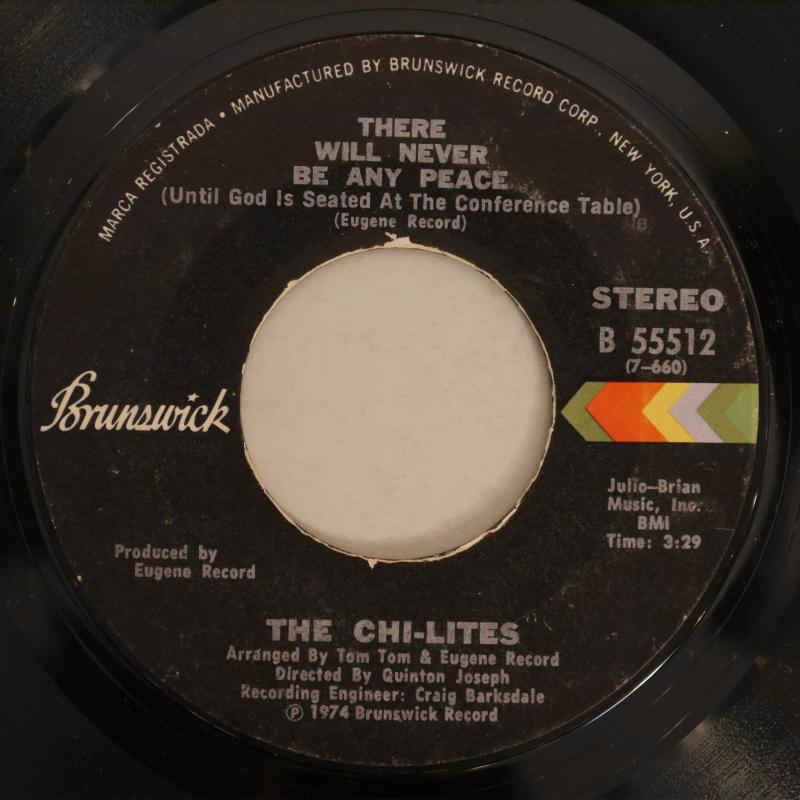 MARCA REGISTRADA • MANUFACTURED BY BRUNSWICK RECORD CORP., NEW YORK, U.S.A.
THERE
WILL NEVER
BE ANY PEACE
(Until God Is Seated At The Conference Table)
(Eugene Record)
STEREO
B 55512
(7-660)
Brunswick
Julio-Brian
Music, Inc.
BMI
Time: 3:29
Produced by
Eugene Record
THE CHI-LITES
Arranged By Tom Tom & Eugene Record
Directed By Quinton Joseph
Recording Engineer: Craig Barksdale
℗ 1974 Brunswick Record